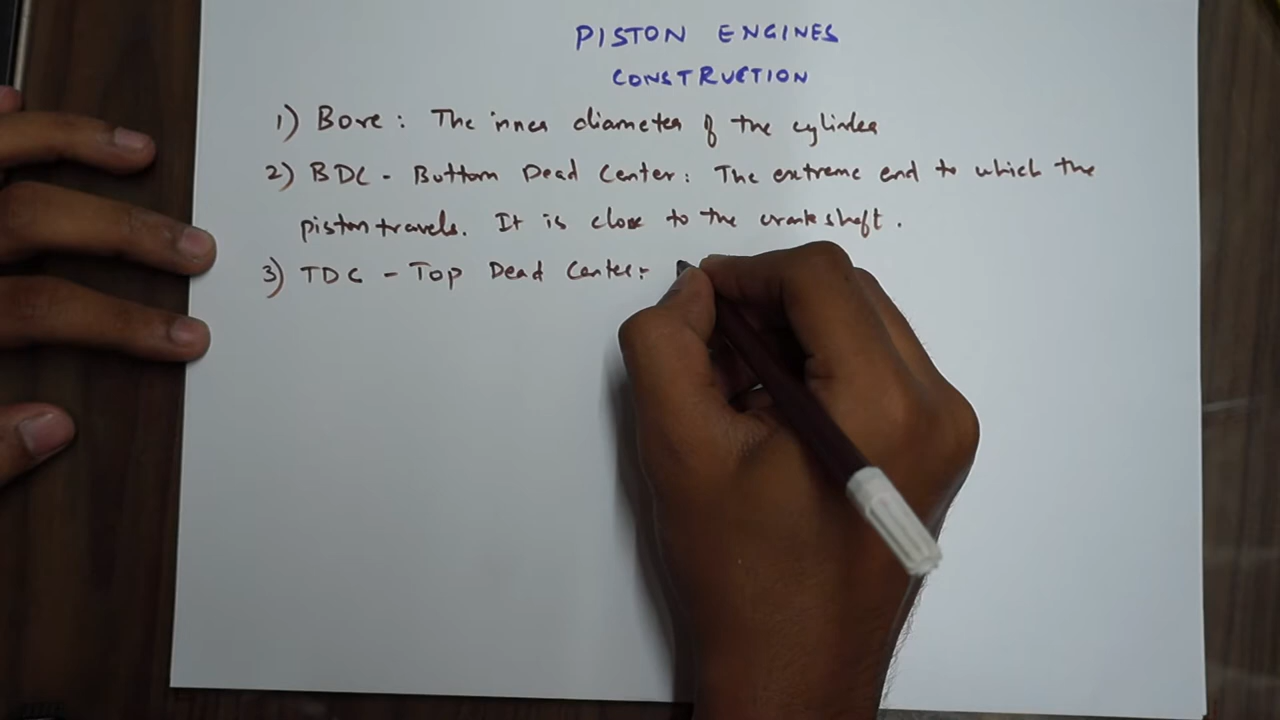 PISTON ENGINES
CONSTRUCTION
1) Bore: The inner diameter of the cylinder
2) BDC - Bottom Dead Center: The extreme end to which the
piston travels. It is close to the crankshaft.
3) TDC - Top Dead Center:-